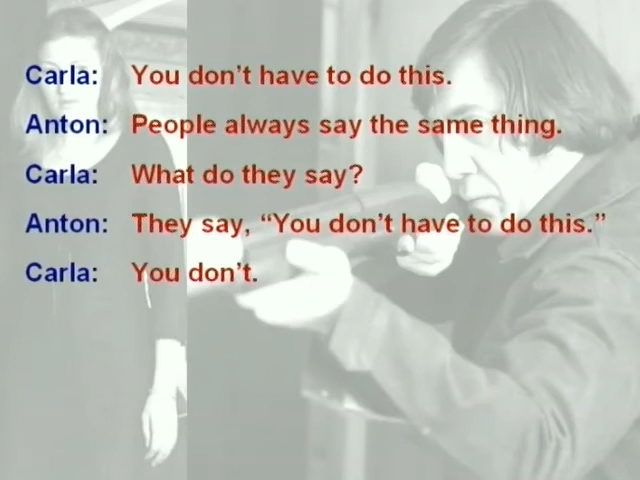 Carla: You don't have to do this.
Anton: People always say the same thing.
Carla: What do they say?
Anton: They say, “You don't have to do this.”
Carla: You don't.